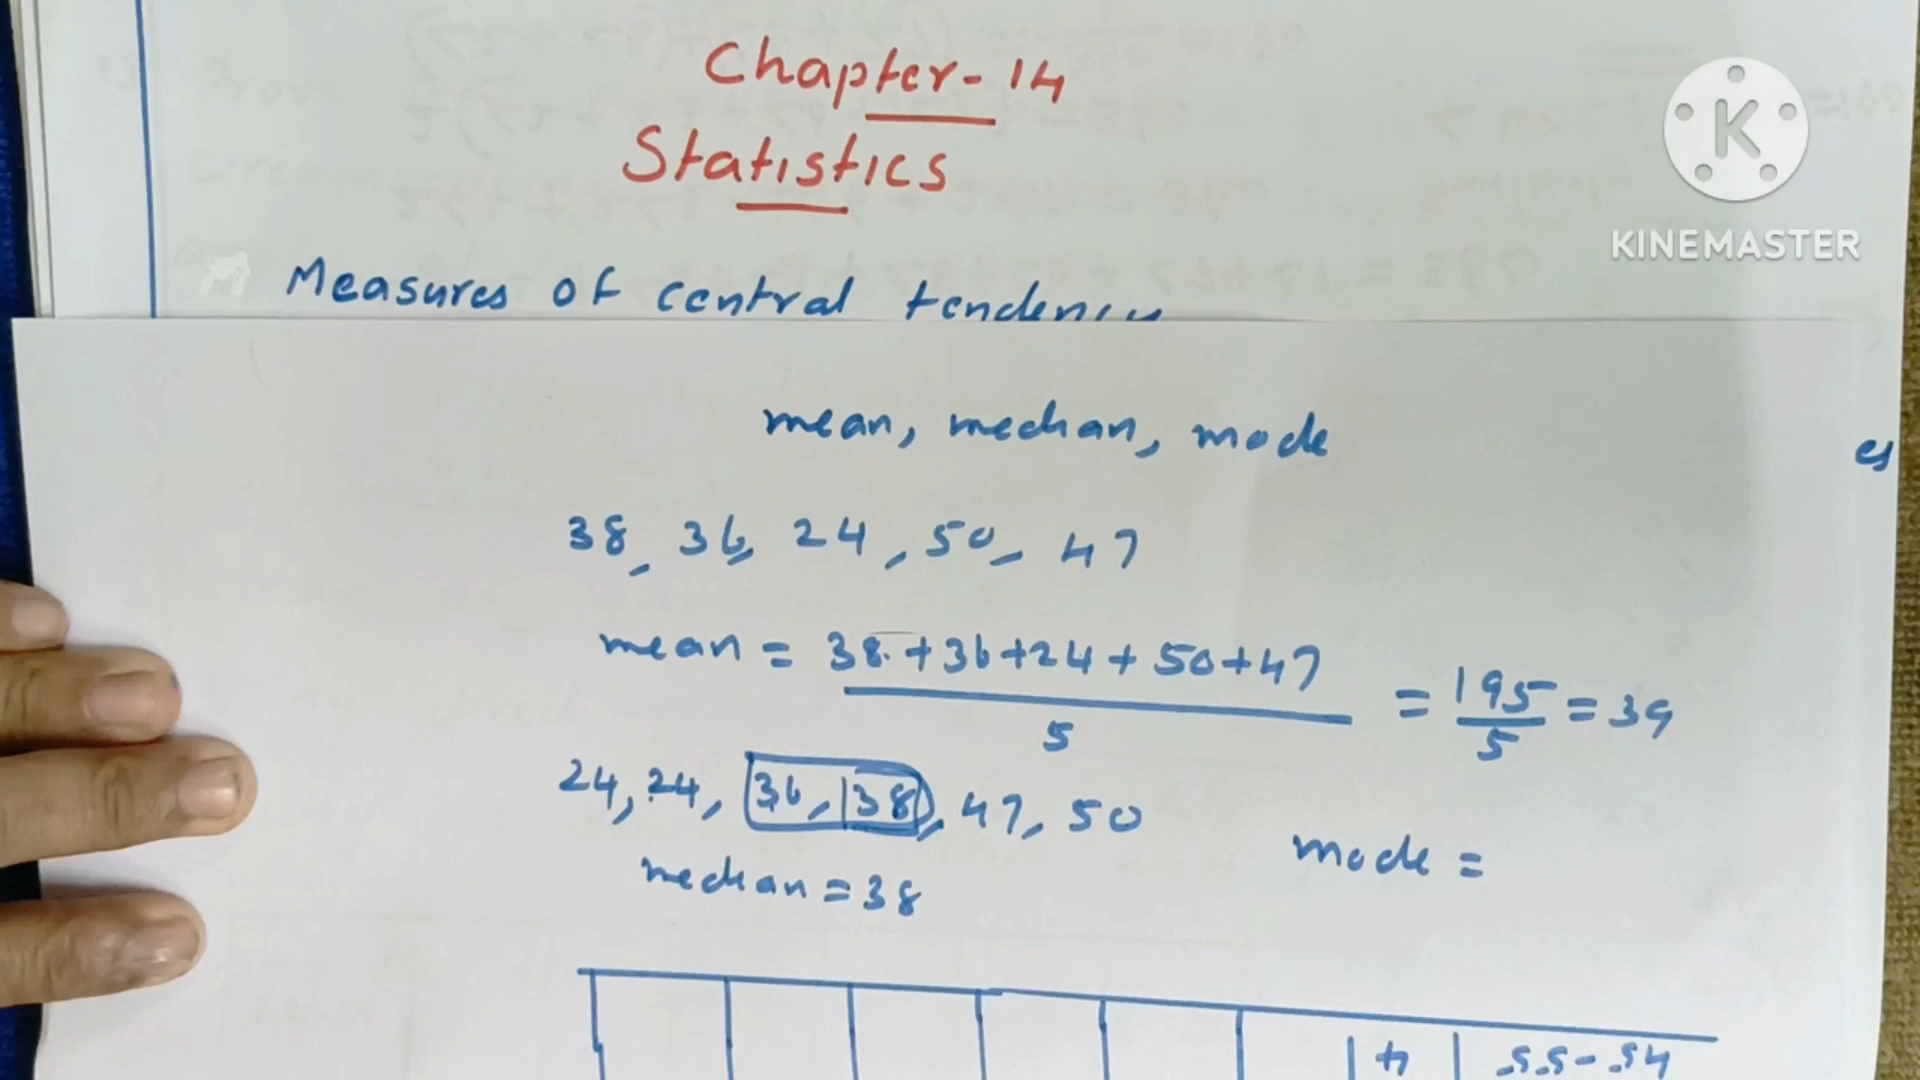 Chapter-14
Statistics
K
KINEMASTER
Measures of central tendency
mean, median, mode
es
38, 36, 24, 50, 47
mean = 38+36+24+50+47 / 5 = 195/5 = 39
24, 24, 36, 38, 47, 50
median = 38
mode =